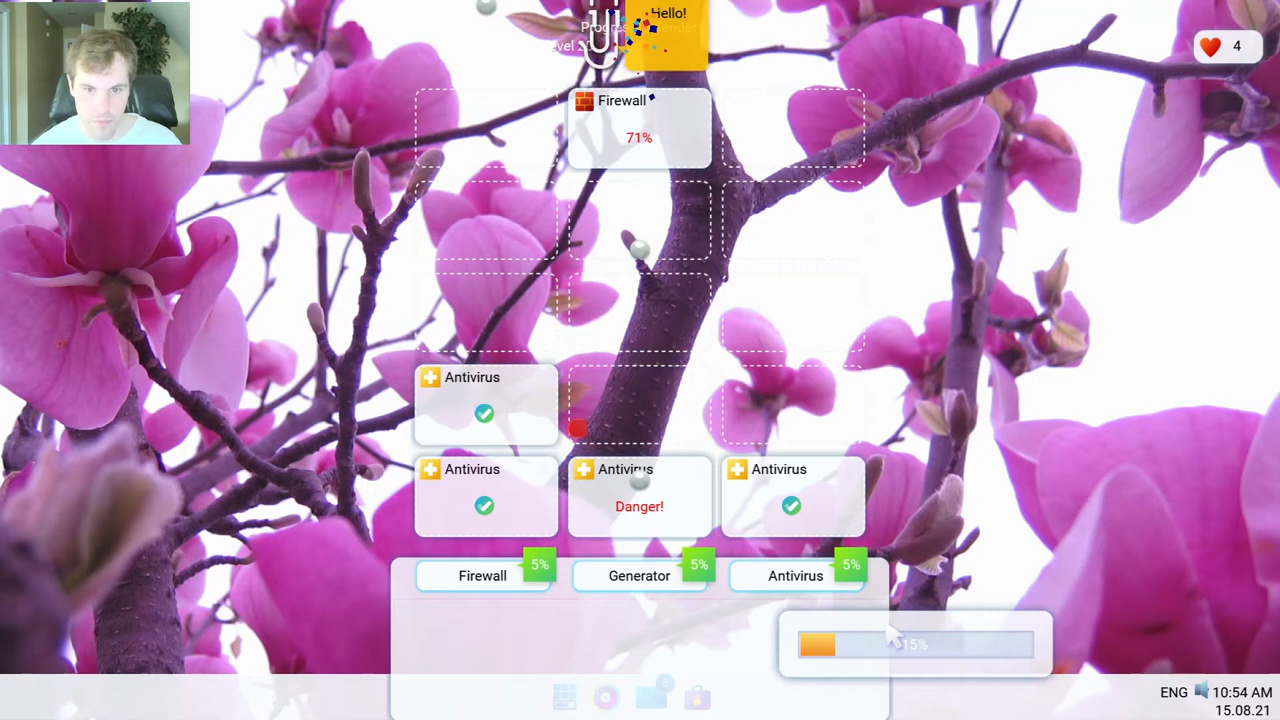 Hello!
4
Firewall
71%
Antivirus
Antivirus
Antivirus
Danger!
Antivirus
5%
5%
5%
Firewall
Generator
Antivirus
15%
ENG
10:54 AM
15.08.21